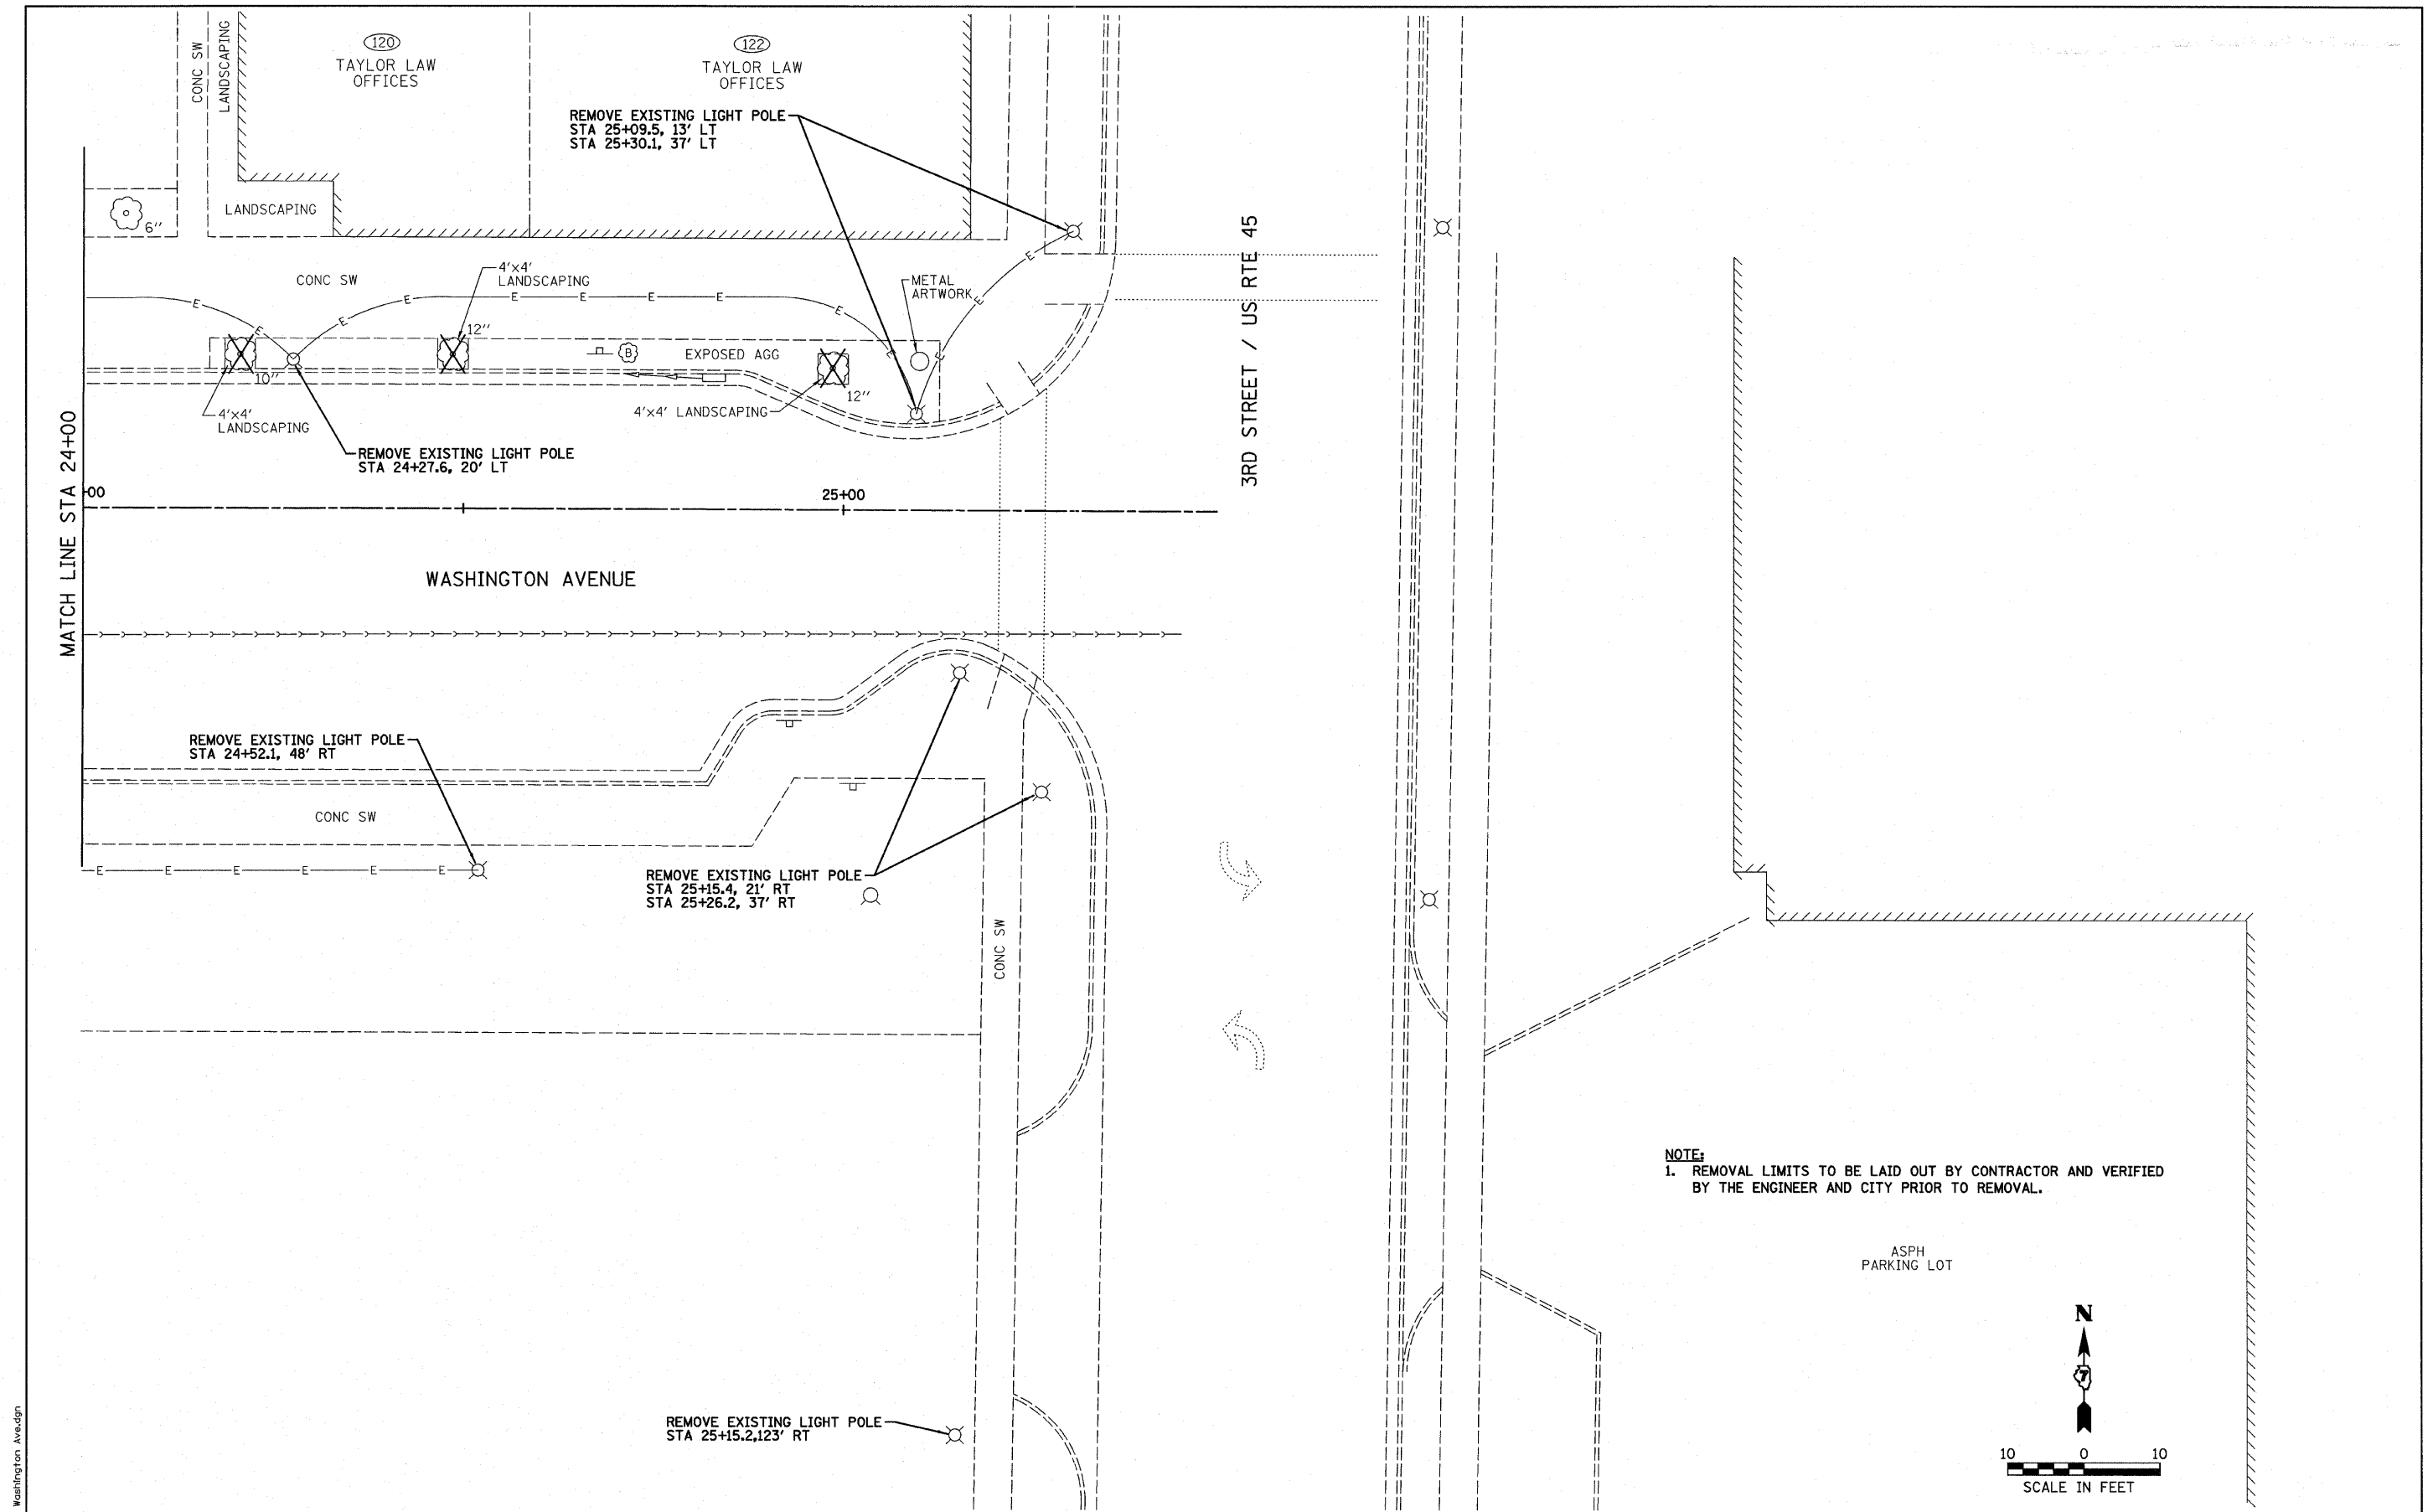 120
TAYLOR LAW
OFFICES
122
TAYLOR LAW
OFFICES
CONC SW
LANDSCAPING
REMOVE EXISTING LIGHT POLE
STA 25+09.5, 13' LT
STA 25+30.1, 37' LT
LANDSCAPING
6"
CONC SW
4'x4'
LANDSCAPING
METAL
ARTWORK
E
E
E
E
E
E
E
E
E
E
E
E
E
12"
10"
B
EXPOSED AGG
12"
4'x4'
LANDSCAPING
4'x4' LANDSCAPING
REMOVE EXISTING LIGHT POLE
STA 24+27.6, 20' LT
3RD STREET / US RTE 45
MATCH LINE STA 24+00
+00
25+00
WASHINGTON AVENUE
REMOVE EXISTING LIGHT POLE
STA 24+52.1, 48' RT
CONC SW
E
E
E
E
E
E
REMOVE EXISTING LIGHT POLE
STA 25+15.4, 21' RT
STA 25+26.2, 37' RT
CONC SW
NOTE:
1. REMOVAL LIMITS TO BE LAID OUT BY CONTRACTOR AND VERIFIED
BY THE ENGINEER AND CITY PRIOR TO REMOVAL.
ASPH
PARKING LOT
N
7
REMOVE EXISTING LIGHT POLE
STA 25+15.2,123' RT
10 0 10
SCALE IN FEET
Washington Ave.dgn